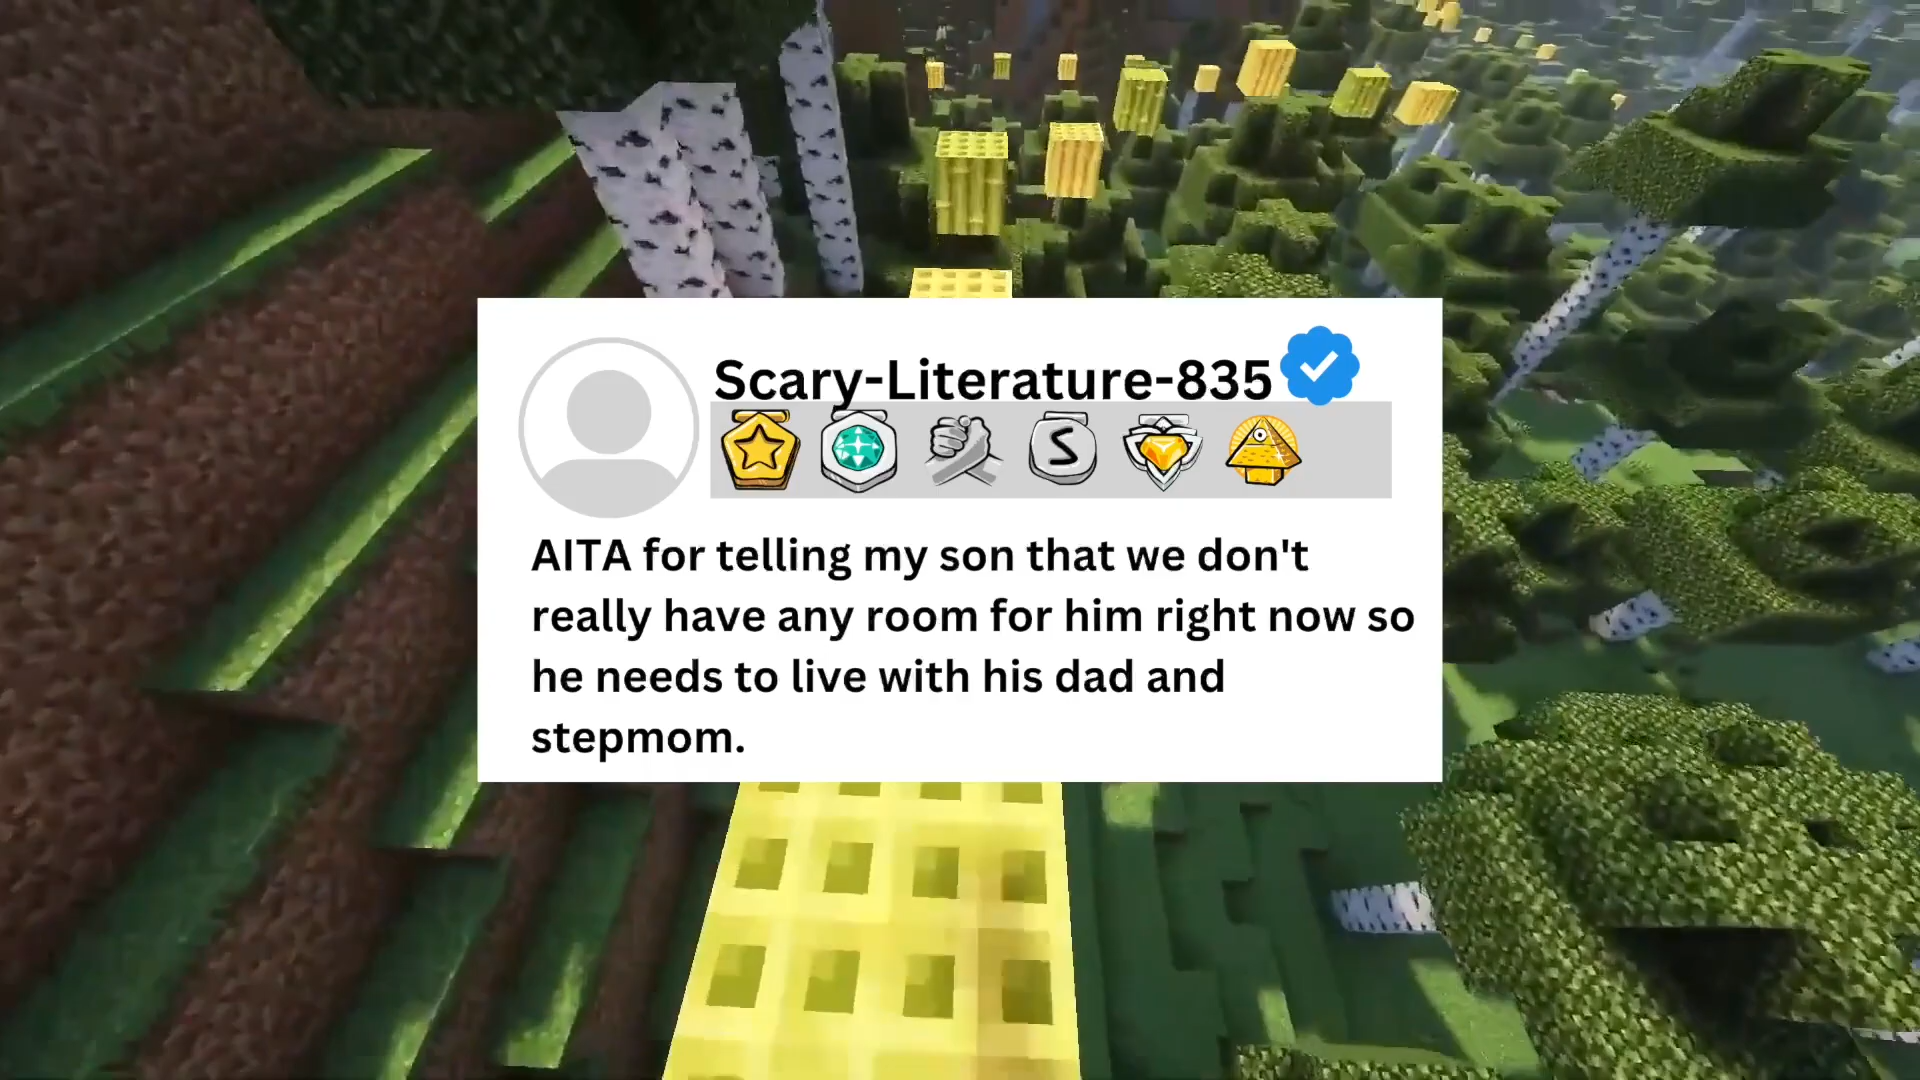 Scary-Literature-835
S
AITA for telling my son that we don't
really have any room for him right now so
he needs to live with his dad and
stepmom.